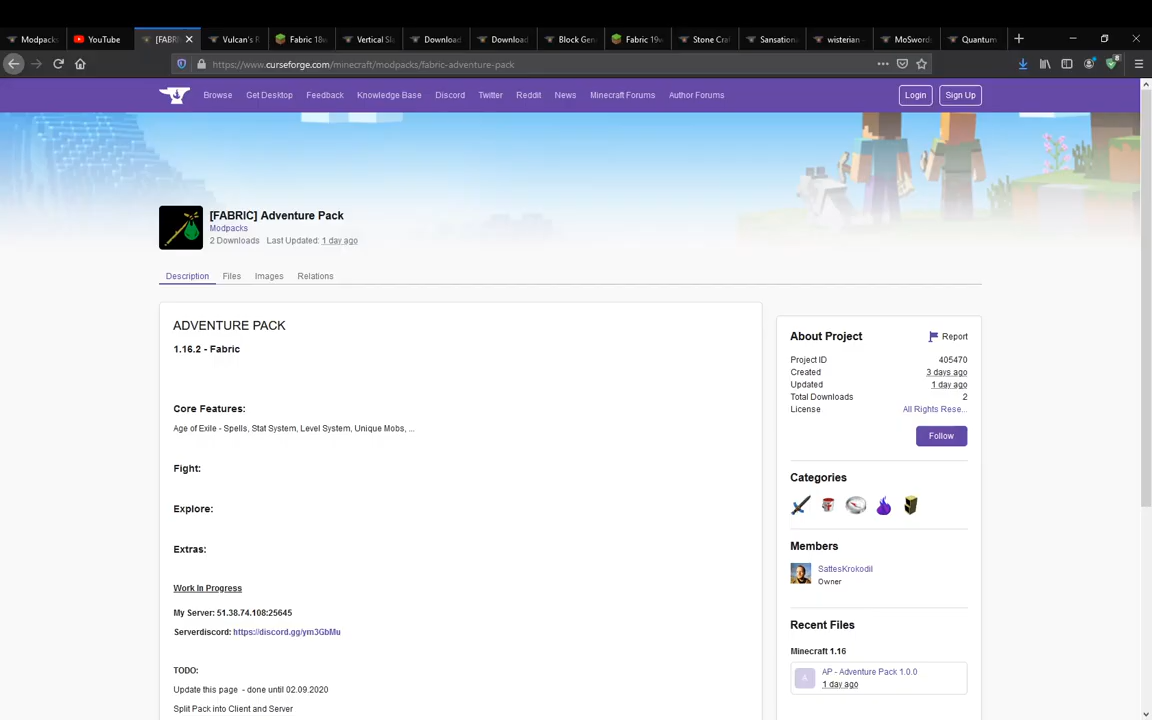 Modpacks
YouTube
[FABR
Vulcan's R
Fabric 18w
Vertical Sla
Download
Download
Block Gene
Fabric 19w
Stone Craf
Sensationa
wisterian -
MoSwords
Quantum
https://www.curseforge.com/minecraft/modpacks/fabric-adventure-pack
Browse Get Desktop Feedback Knowledge Base Discord Twitter Reddit News Minecraft Forums Author Forums Login Sign Up
[FABRIC] Adventure Pack
Modpacks
2 Downloads Last Updated: 1 day ago
Description Files Images Relations
ADVENTURE PACK
1.16.2 - Fabric
Core Features:
Age of Exile - Spells, Stat System, Level System, Unique Mobs, ...
Fight:
Explore:
Extras:
Work In Progress
My Server: 51.38.74.108:25645
Serverdiscord: https://discord.gg/ym3GbMu
TODO:
Update this page - done until 02.09.2020
Split Pack into Client and Server
About Project Report
Project ID 405470
Created 3 days ago
Updated 1 day ago
Total Downloads 2
License All Rights Rese...
Follow
Categories
Members
SattesKrokodil
Owner
Recent Files
Minecraft 1.16
A AP - Adventure Pack 1.0.0
1 day ago